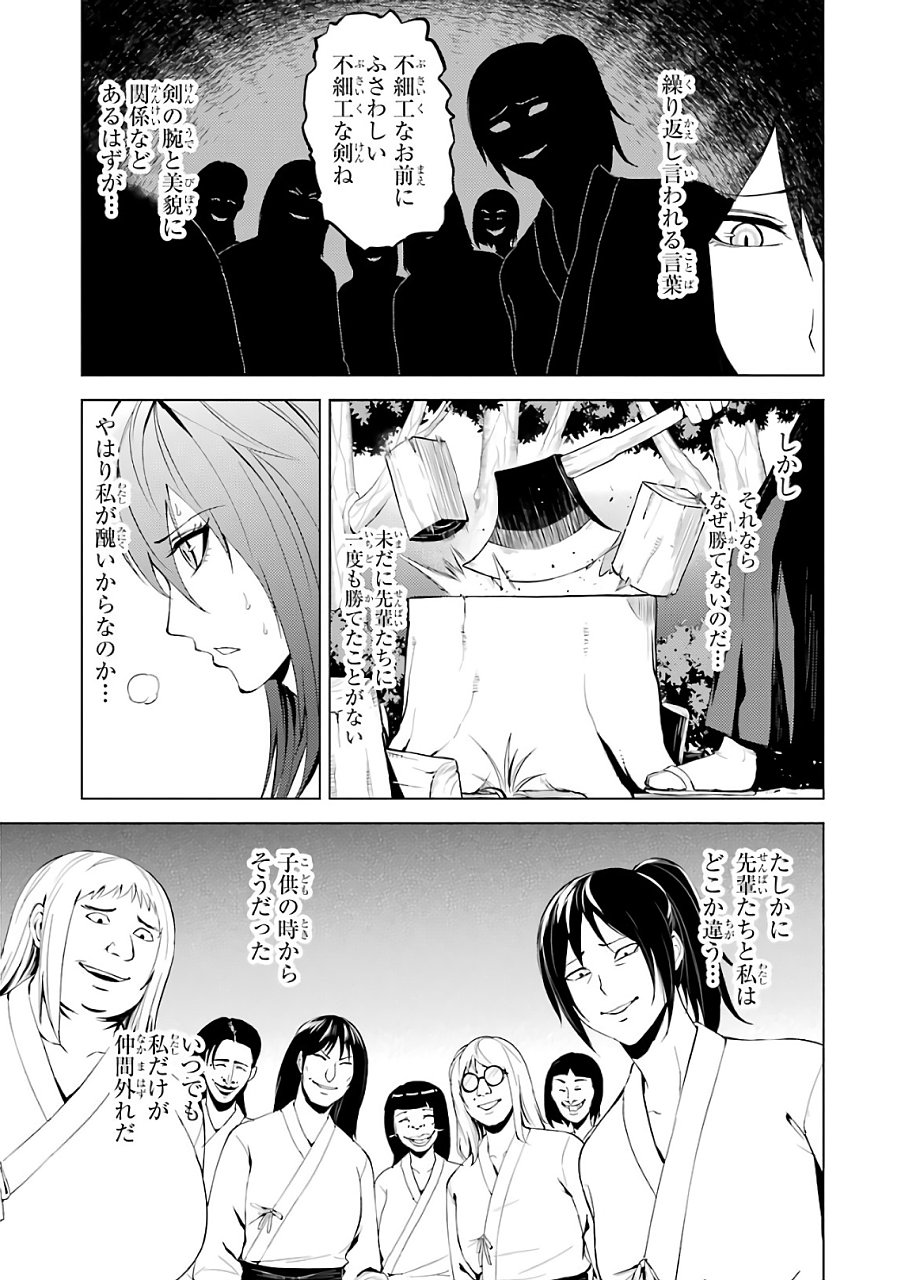 繰り返し言われる言葉
不細工なお前に
ふさわしい
不細工な剣ね
剣の腕と美貌に
関係など
あるはずが…
しかし
それなら
なぜ勝てないのだ…
未だに先輩たちに
一度も勝てたことがない
やはり私が醜いからなのか…
たしかに
先輩たちと私は
どこか違う…
子供の時から
そうだった
いつでも
私だけが
仲間外れだ